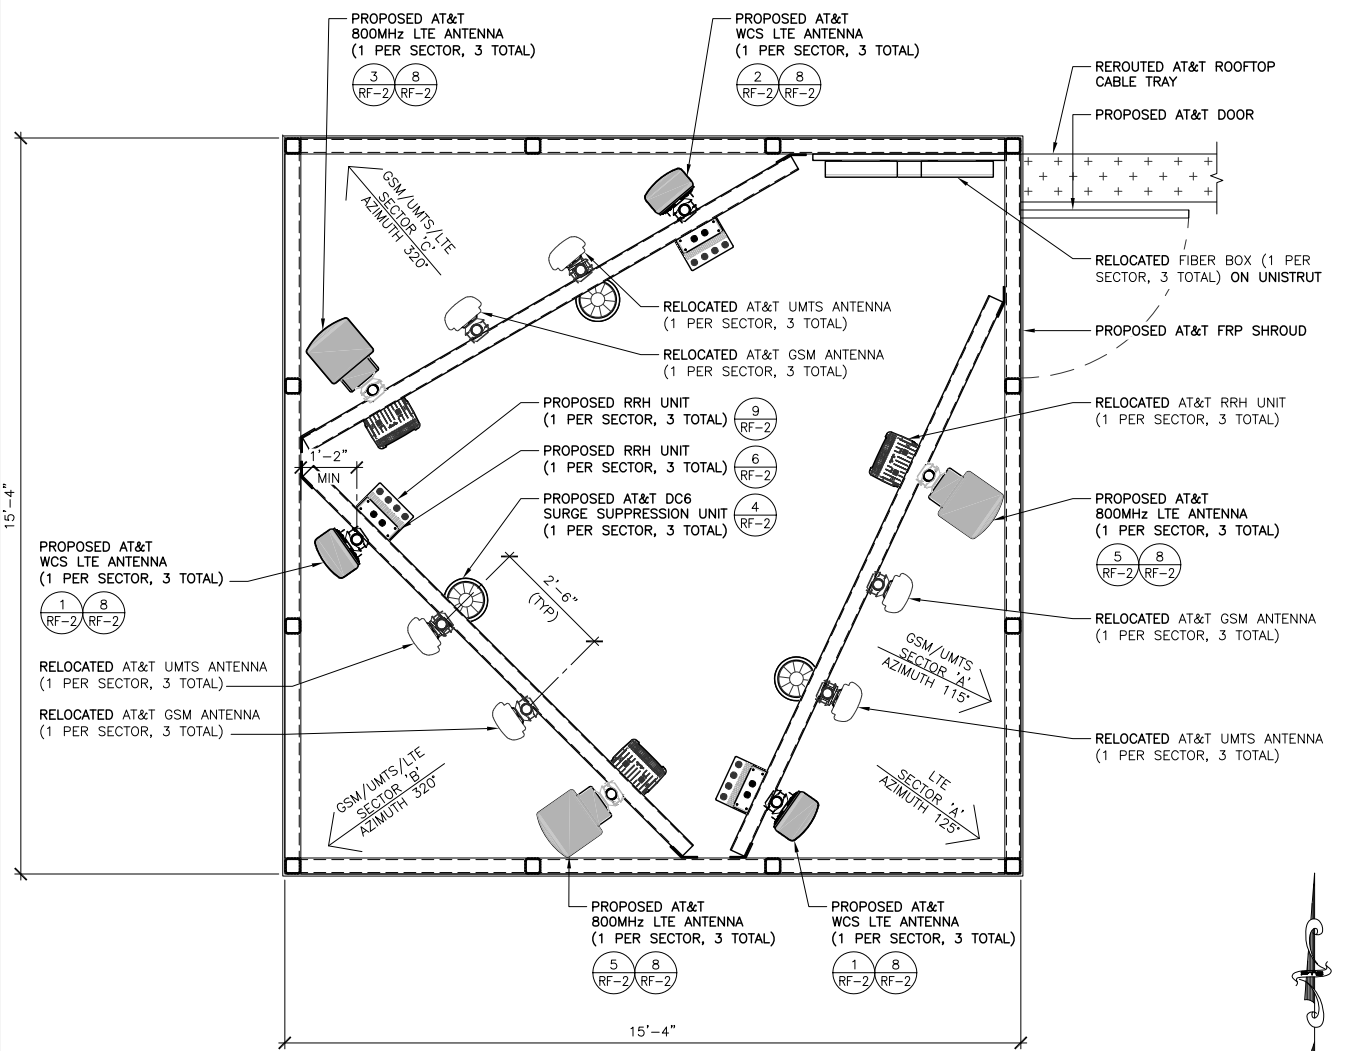 PROPOSED AT&T
800MHz LTE ANTENNA
(1 PER SECTOR, 3 TOTAL)
3
RF-2
8
RF-2
PROPOSED AT&T
WCS LTE ANTENNA
(1 PER SECTOR, 3 TOTAL)
2
RF-2
8
RF-2
REROUTED AT&T ROOFTOP
CABLE TRAY
PROPOSED AT&T DOOR
GSM/UMTS/LTE
SECTOR 'C'
AZIMUTH 320°
RELOCATED FIBER BOX (1 PER
SECTOR, 3 TOTAL) ON UNISTRUT
RELOCATED AT&T UMTS ANTENNA
(1 PER SECTOR, 3 TOTAL)
PROPOSED AT&T FRP SHROUD
RELOCATED AT&T GSM ANTENNA
(1 PER SECTOR, 3 TOTAL)
PROPOSED RRH UNIT
(1 PER SECTOR, 3 TOTAL)
9
RF-2
RELOCATED AT&T RRH UNIT
(1 PER SECTOR, 3 TOTAL)
1'-2"
MIN
PROPOSED RRH UNIT
(1 PER SECTOR, 3 TOTAL)
6
RF-2
PROPOSED AT&T DC6
SURGE SUPPRESSION UNIT
(1 PER SECTOR, 3 TOTAL)
4
RF-2
PROPOSED AT&T
800MHz LTE ANTENNA
(1 PER SECTOR, 3 TOTAL)
5
RF-2
8
RF-2
15'-4"
PROPOSED AT&T
WCS LTE ANTENNA
(1 PER SECTOR, 3 TOTAL)
1
RF-2
8
RF-2
2'-6"
(TYP)
RELOCATED AT&T GSM ANTENNA
(1 PER SECTOR, 3 TOTAL)
RELOCATED AT&T UMTS ANTENNA
(1 PER SECTOR, 3 TOTAL)
GSM/UMTS
SECTOR 'A'
AZIMUTH 115°
RELOCATED AT&T GSM ANTENNA
(1 PER SECTOR, 3 TOTAL)
RELOCATED AT&T UMTS ANTENNA
(1 PER SECTOR, 3 TOTAL)
GSM/UMTS/LTE
SECTOR 'B'
AZIMUTH 320°
LTE
SECTOR 'A'
AZIMUTH 125°
PROPOSED AT&T
800MHz LTE ANTENNA
(1 PER SECTOR, 3 TOTAL)
5
RF-2
8
RF-2
PROPOSED AT&T
WCS LTE ANTENNA
(1 PER SECTOR, 3 TOTAL)
1
RF-2
8
RF-2
15'-4"